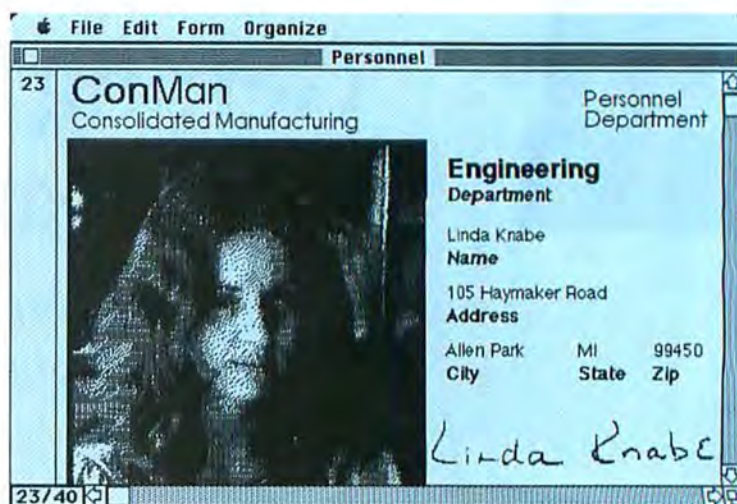 File Edit Form Organize
Personnel
23
ConMan
Consolidated Manufacturing
Personnel
Department
Engineering
Department
Linda Knabe
Name
105 Haymaker Road
Address
Allen Park MI 99450
City State Zip
Linda Knabe
23/40